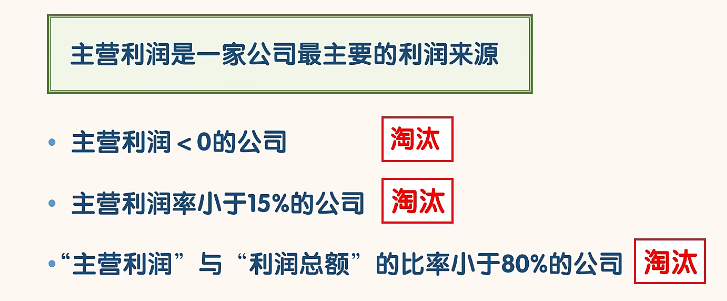 主营利润是一家公司最主要的利润来源
• 主营利润＜0的公司 淘汰
• 主营利润率小于15%的公司 淘汰
•“主营利润”与“利润总额”的比率小于80%的公司 淘汰